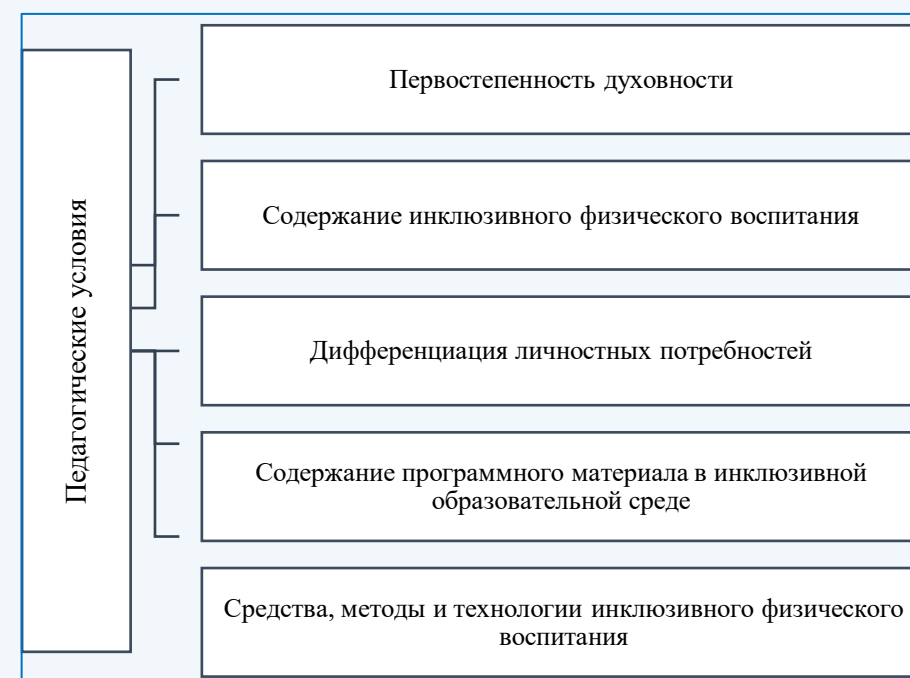 Педагогические условия
Первостепенность духовности
Содержание инклюзивного физического воспитания
Дифференциация личностных потребностей
Содержание программного материала в инклюзивной
образовательной среде
Средства, методы и технологии инклюзивного физического
воспитания